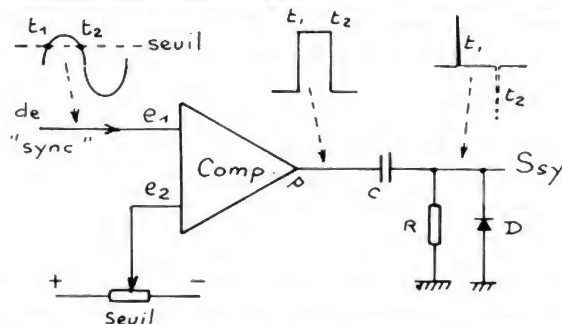 t1 t2 seuil
t1 t2
t1
t2
de "sync"
e1
e2
Comp
p
C
R
D
Ssy
+ -
seuil